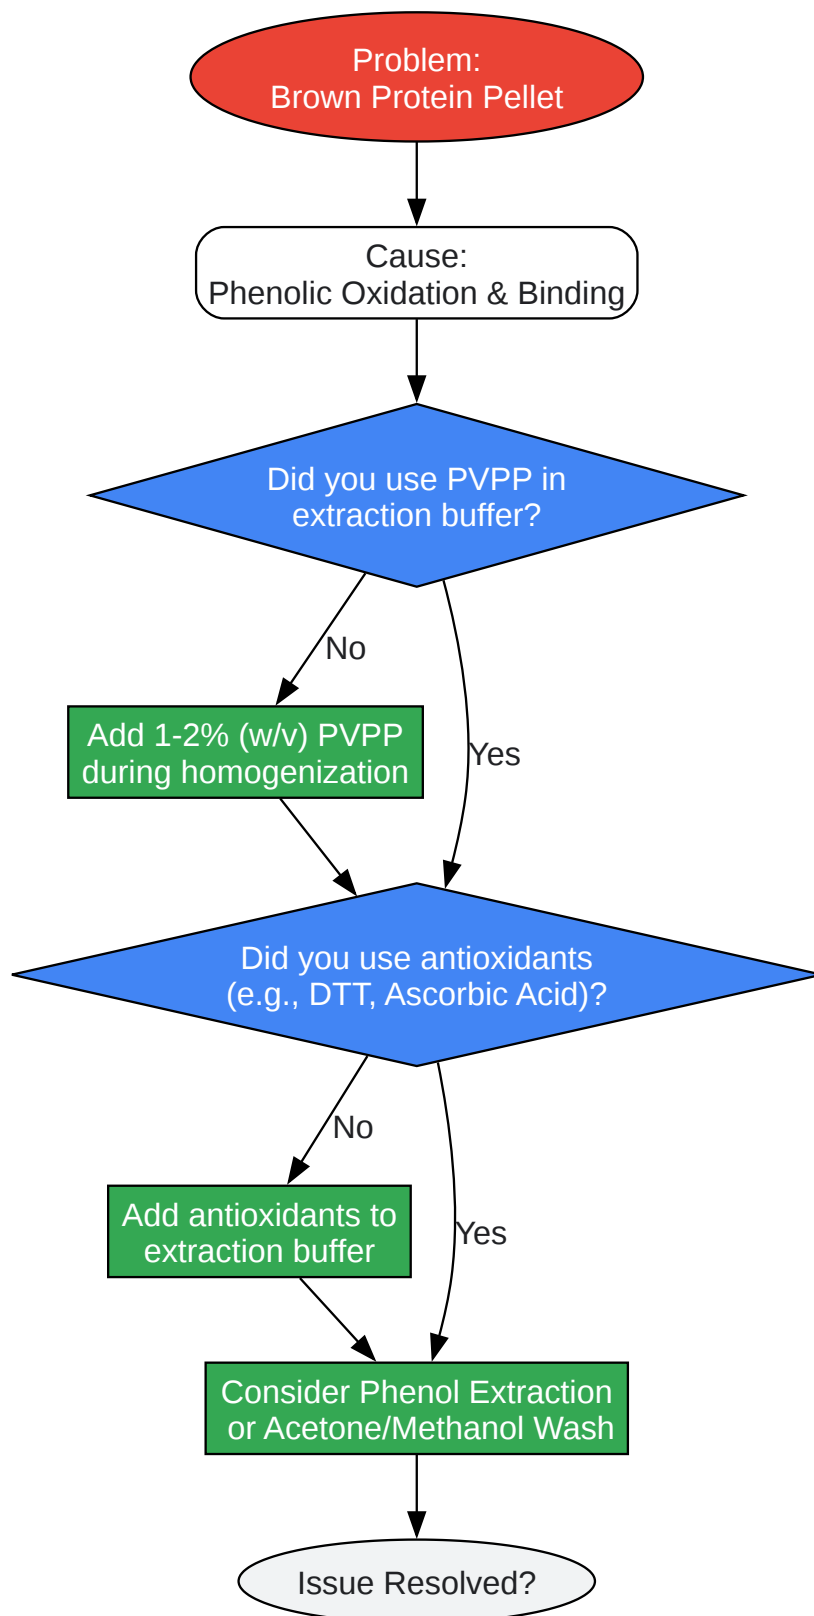 Problem:
Brown Protein Pellet
Cause:
Phenolic Oxidation & Binding
Did you use PVPP in
extraction buffer?
No
Add 1-2% (w/v) PVPP
during homogenization
Yes
Did you use antioxidants
(e.g., DTT, Ascorbic Acid)?
No
Add antioxidants to
extraction buffer
Yes
Consider Phenol Extraction
or Acetone/Methanol Wash
Issue Resolved?